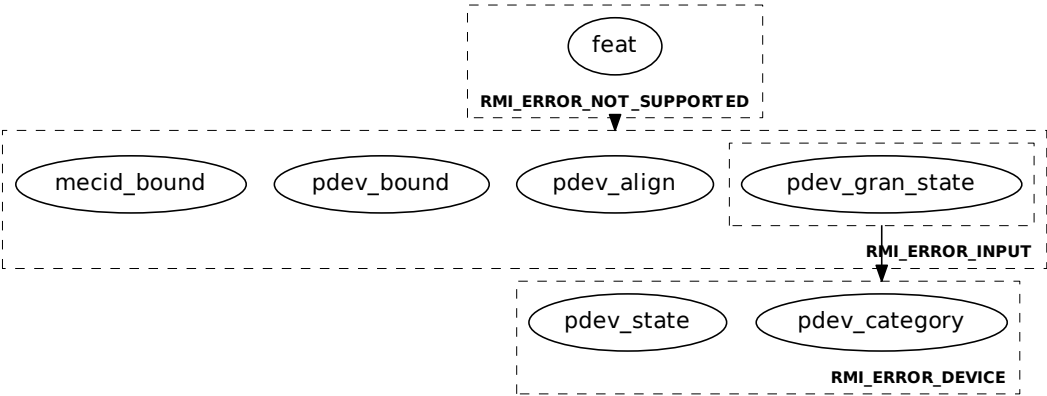 feat
RMI_ERROR_NOT_SUPPORTED
mecid_bound pdev_bound pdev_align pdev_gran_state
RMI_ERROR_INPUT
pdev_state pdev_category
RMI_ERROR_DEVICE